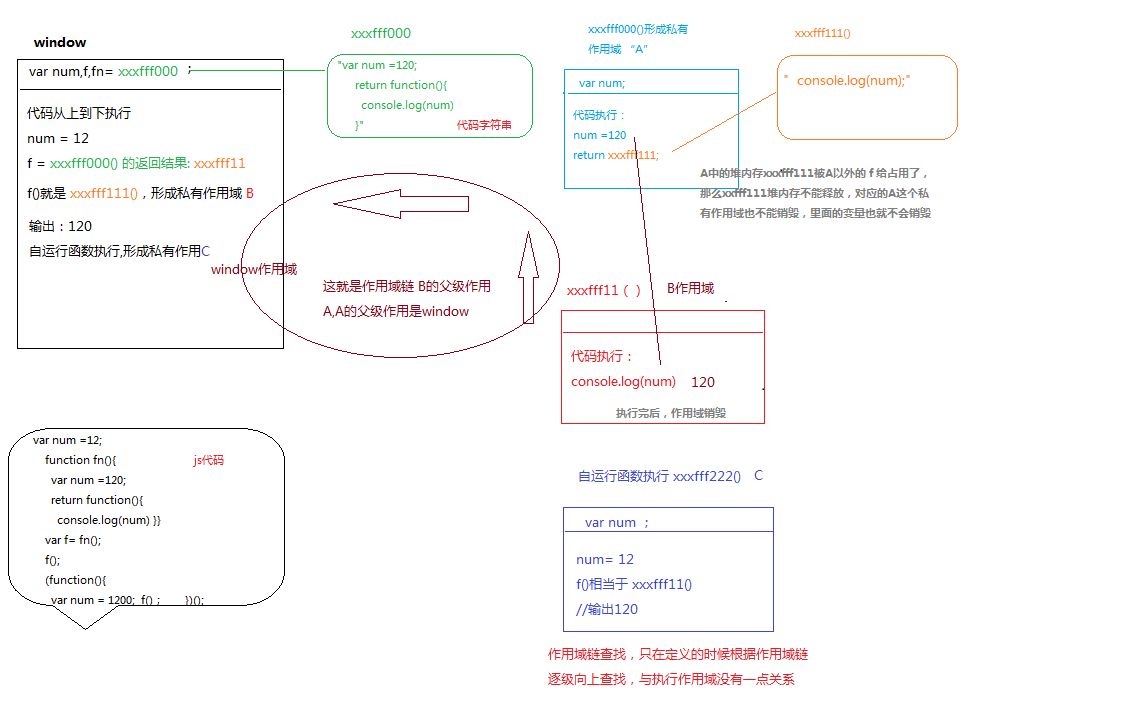 window
var num,f,fn= xxxfff000 ;
代码从上到下执行
num = 12
f = xxxfff000() 的返回结果: xxxfff11
f()就是 xxxfff111()，形成私有作用域 B
输出：120
自运行函数执行,形成私有作用C
xxxfff000
"var num =120;
return function(){
console.log(num)
}"
代码字符串
xxxfff000()形成私有
作用域 “A”
var num;
代码执行：
num =120
return xxxfff111;
xxxfff111()
" console.log(num);"
A中的堆内存xxxfff111被A以外的 f 给占用了，
那么xxfff111堆内存不能释放，对应的A这个私
有作用域也不能销毁，里面的变量也就不会销毁
window作用域
这就是作用域链 B的父级作用
A,A的父级作用是window
xxxfff11（ ）
B作用域
代码执行：
console.log(num) 120
执行完后，作用域销毁
var num =12;
function fn(){
js代码
var num =120;
return function(){
console.log(num) }}
var f= fn();
f();
(function(){
var num = 1200; f() ; })();
自运行函数执行 xxxfff222() C
var num ；
num= 12
f()相当于 xxxfff11()
//输出120
作用域链查找，只在定义的时候根据作用域链
逐级向上查找，与执行作用域没有一点关系